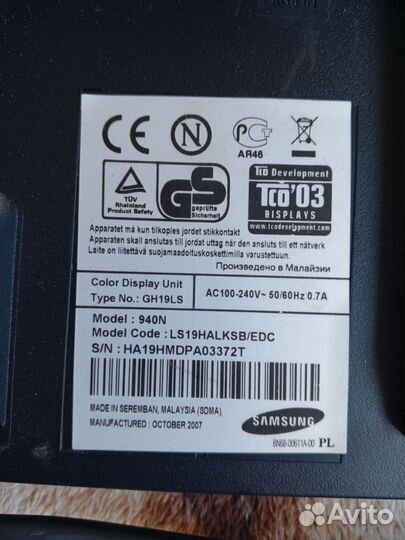 CE
N
PG
AЯ46
TÜV
Rheinland
Product Safety
GS
geprüfte
Sicherheit
TCO Development
TCO'03
DISPLAYS
www.tcodevelopment.com
Apparatet må kun tilkoples jordet stikkontakt
Apparaten skall anslutas till jordat uttag när den ansluts till ett nätverk
Laite on liitettävä suojamaadoituskoskettimilla varustettuun.
Произведено в Малайзии
Color Display Unit
Type No.: GH19LS
AC100-240V~ 50/60Hz 0.7A
Model : 940N
Model Code : LS19HALKSB/EDC
S/N : HA19HMDPA03372T
MADE IN SEREMBAN, MALAYSIA (SDMA),
MANUFACTURED : OCTOBER 2007
SAMSUNG
BN68-00611A-00 PL
Avito